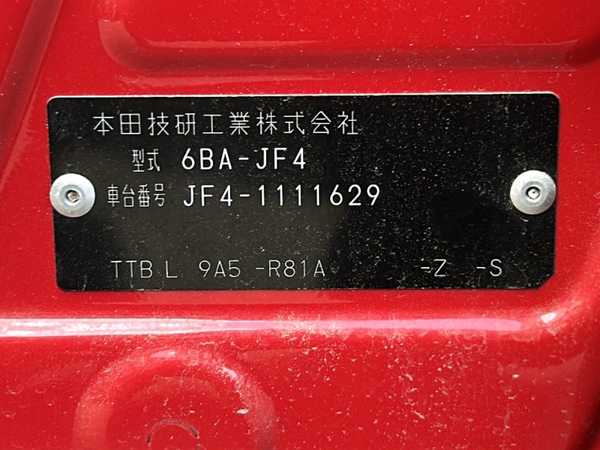 本田技研工業株式会社
型式 6BA-JF4
車台番号 JF4-1111629
TTBL 9A5 -R81A -Z -S